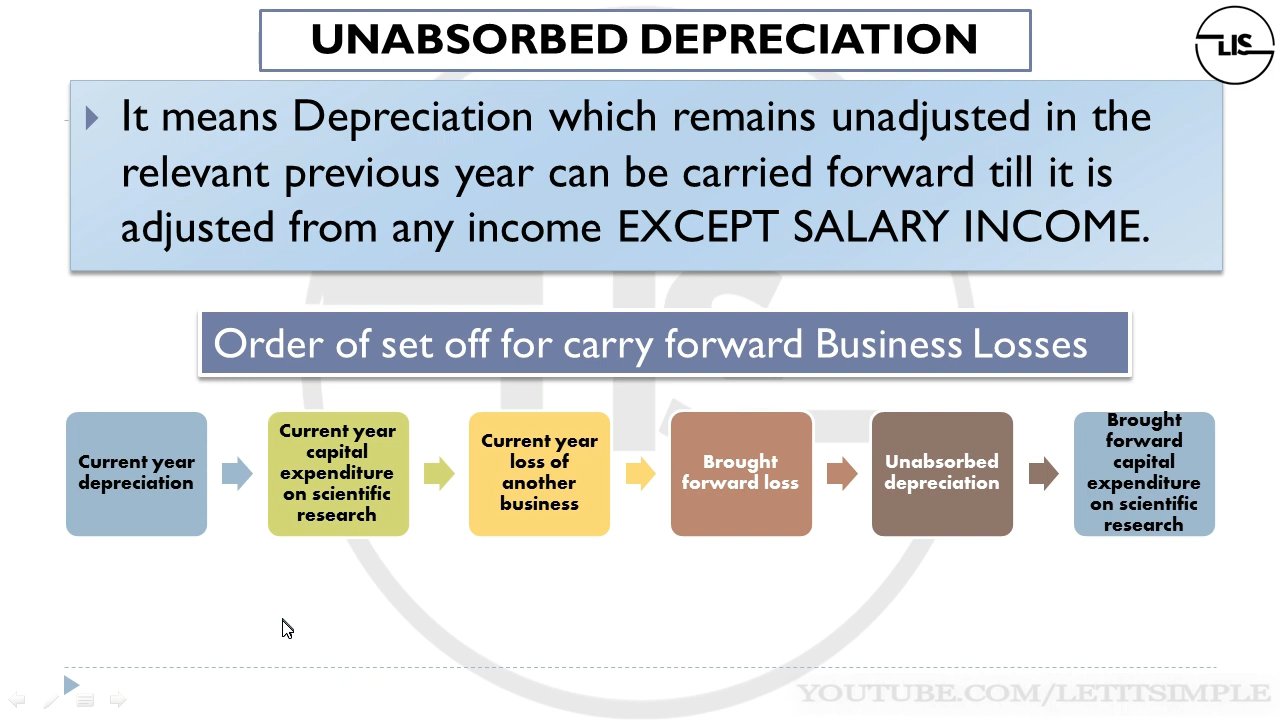 UNABSORBED DEPRECIATION
LIS
It means Depreciation which remains unadjusted in the
relevant previous year can be carried forward till it is
adjusted from any income EXCEPT SALARY INCOME.
Order of set off for carry forward Business Losses
Current year
depreciation
Current year
capital
expenditure
on scientific
research
Current year
loss of
another
business
Brought
forward loss
Unabsorbed
depreciation
Brought
forward
capital
expenditure
on scientific
research
YOUTUBE.COM/LETITSIMPLE